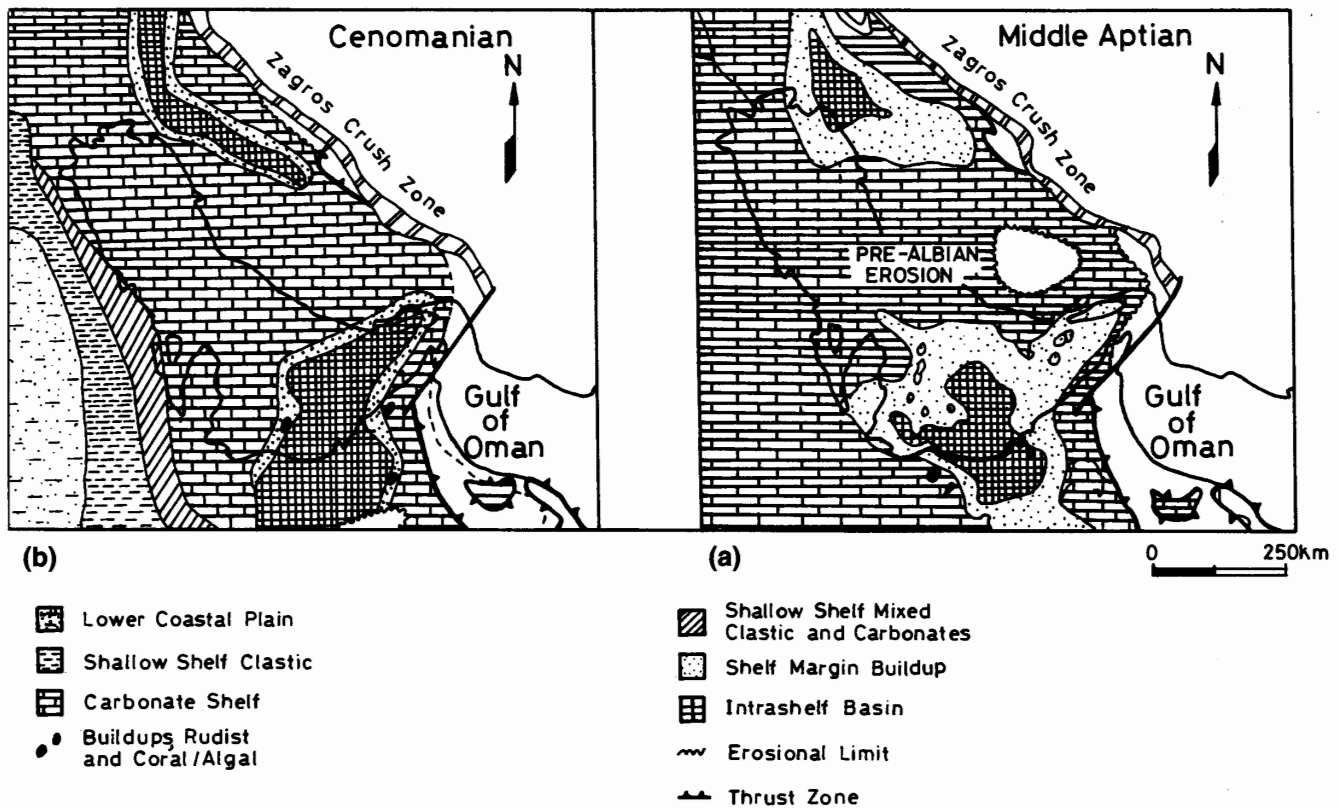 Cenomanian
N
Zagros Crush Zone
Gulf
of
Oman
(b)
Middle Aptian
N
Zagros Crush Zone
PRE-ALBIAN
EROSION
Gulf
of
Oman
(a)
0 250km
Lower Coastal Plain
Shallow Shelf Clastic
Carbonate Shelf
Buildups Rudist
and Coral/Algal
Shallow Shelf Mixed
Clastic and Carbonates
Shelf Margin Buildup
Intrashelf Basin
Erosional Limit
Thrust Zone